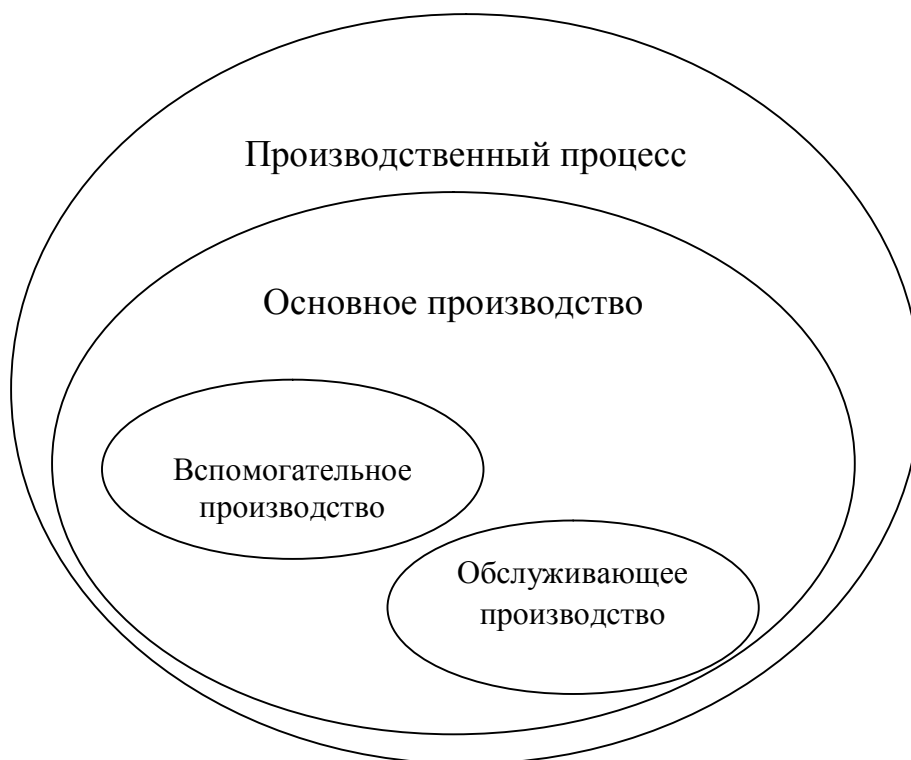 Производственный процесс
Основное производство
Вспомогательное
производство
Обслуживающее
производство